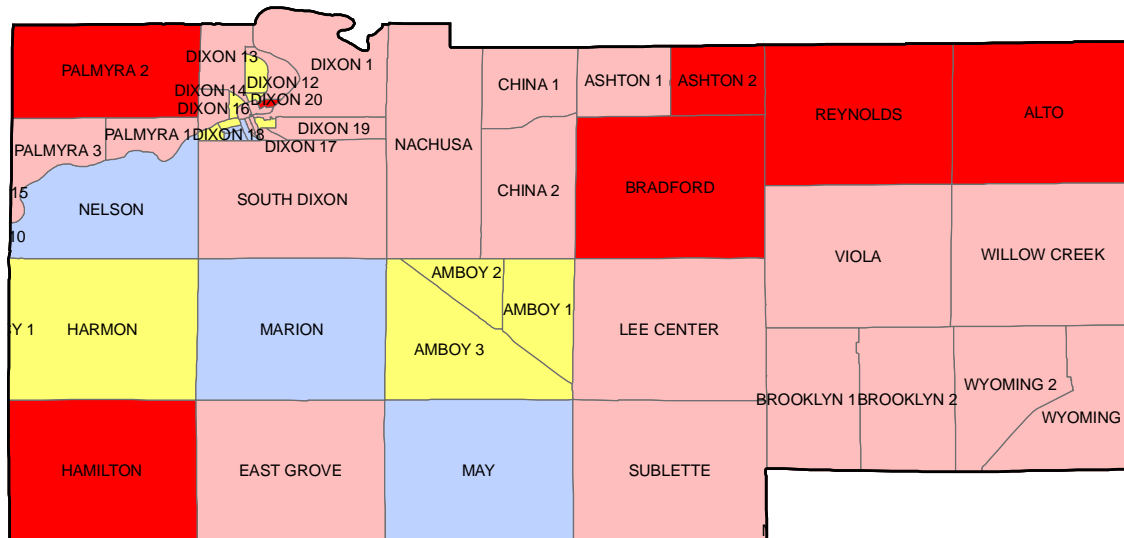 DIXON 13
DIXON 1
PALMYRA 2
DIXON 12
CHINA 1
ASHTON 1
ASHTON 2
DIXON 14
DIXON 20
DIXON 16
REYNOLDS
ALTO
PALMYRA 1
DIXON 18
DIXON 19
PALMYRA 3
DIXON 17
NACHUSA
15
NELSON
SOUTH DIXON
CHINA 2
BRADFORD
10
VIOLA
WILLOW CREEK
AMBOY 2
AMBOY 1
Y 1
HARMON
MARION
LEE CENTER
AMBOY 3
WYOMING 2
BROOKLYN 1
BROOKLYN 2
WYOMING
HAMILTON
EAST GROVE
MAY
SUBLETTE